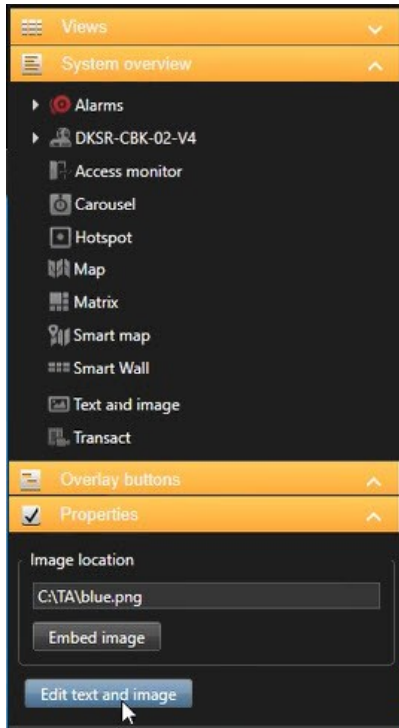 Views
System overview
Alarms
DKSR-CBK-02-V4
Access monitor
Carousel
Hotspot
Map
Matrix
Smart map
Smart Wall
Text and image
Transact
Overlay buttons
Properties
Image location
C:\TA\blue.png
Embed image
Edit text and image